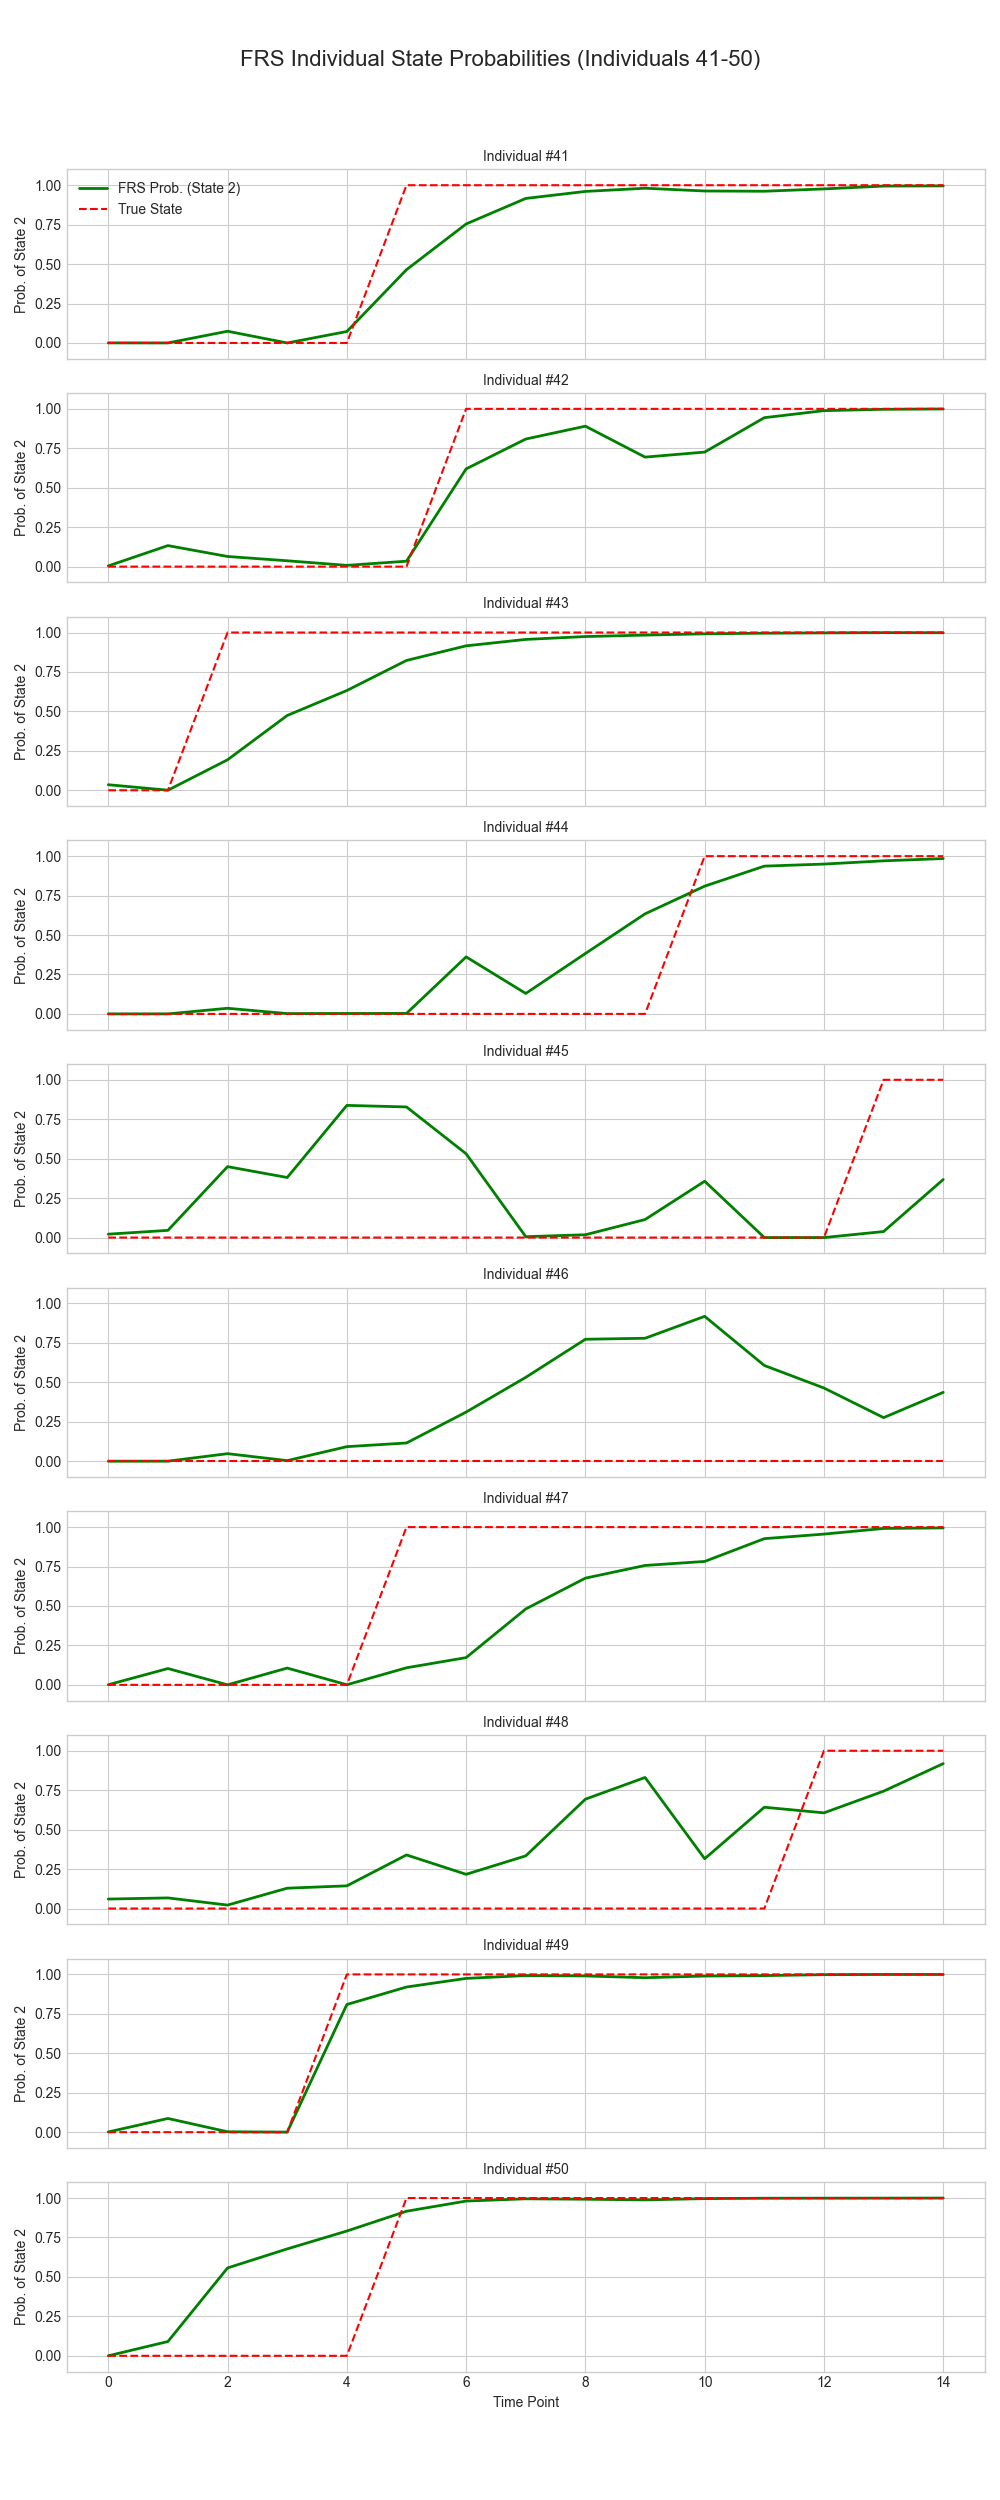 FRS Individual State Probabilities (Individuals 41-50)
Individual #41
FRS Prob. (State 2)
True State
Prob. of State 2
1.00
0.75
0.50
0.25
0.00
Individual #42
Prob. of State 2
1.00
0.75
0.50
0.25
0.00
Individual #43
Prob. of State 2
1.00
0.75
0.50
0.25
0.00
Individual #44
Prob. of State 2
1.00
0.75
0.50
0.25
0.00
Individual #45
Prob. of State 2
1.00
0.75
0.50
0.25
0.00
Individual #46
Prob. of State 2
1.00
0.75
0.50
0.25
0.00
Individual #47
Prob. of State 2
1.00
0.75
0.50
0.25
0.00
Individual #48
Prob. of State 2
1.00
0.75
0.50
0.25
0.00
Individual #49
Prob. of State 2
1.00
0.75
0.50
0.25
0.00
Individual #50
Prob. of State 2
1.00
0.75
0.50
0.25
0.00
0 2 4 6 8 10 12 14
Time Point